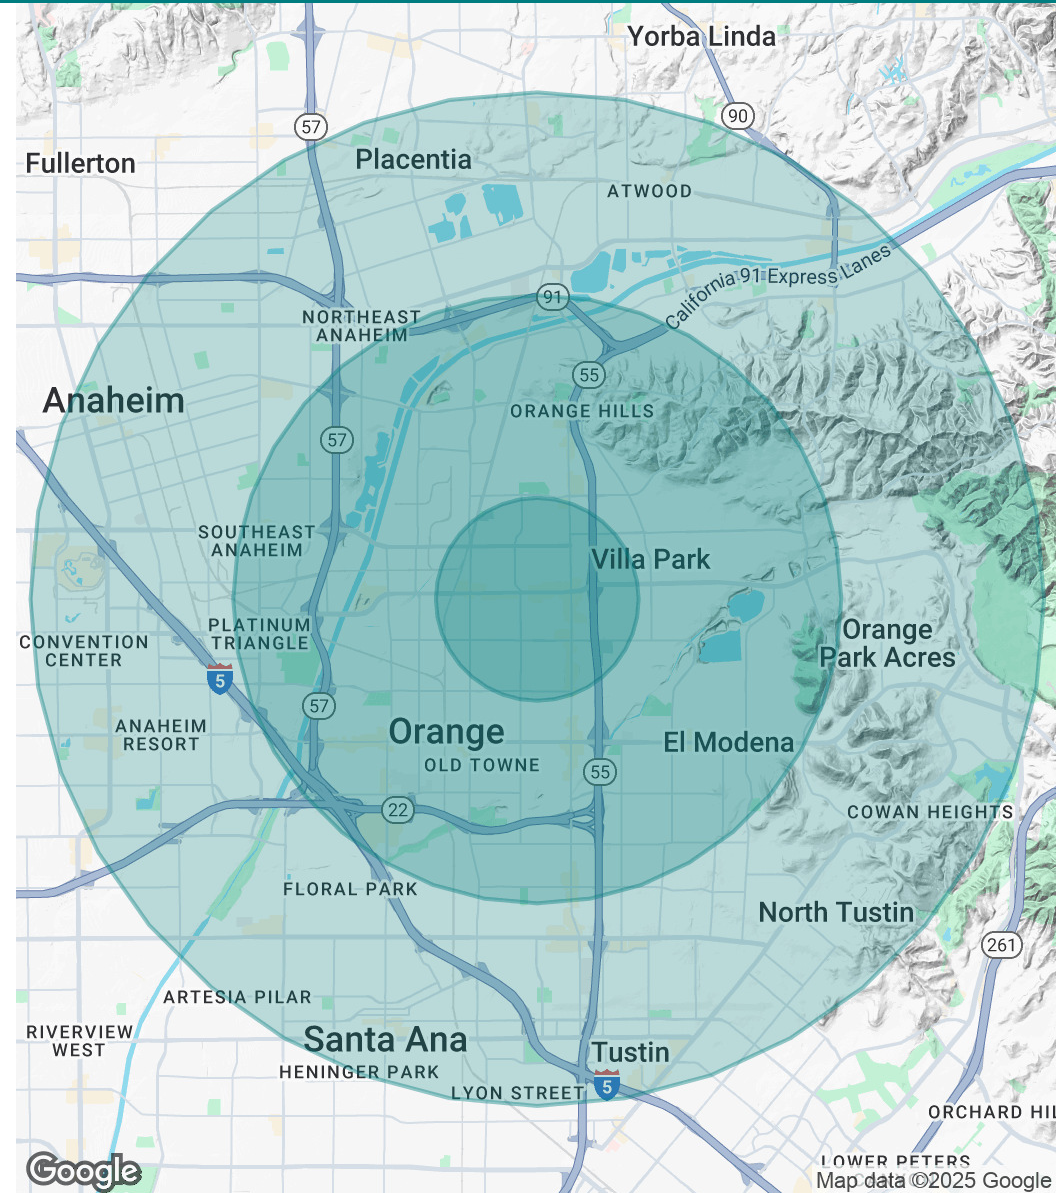 Yorba Linda
90
57
Fullerton
Placentia
ATWOOD
California 91 Express Lanes
91
NORTHEAST
ANAHEIM
55
Anaheim
ORANGE HILLS
57
SOUTHEAST
ANAHEIM
Villa Park
PLATINUM
TRIANGLE
CONVENTION
CENTER
Orange
Park Acres
5
57
ANAHEIM
RESORT
Orange
OLD TOWNE
El Modena
55
22
COWAN HEIGHTS
FLORAL PARK
North Tustin
261
ARTESIA PILAR
RIVERVIEW
WEST
Santa Ana
Tustin
HENINGER PARK
LYON STREET
5
ORCHARD HIL
LOWER PETERS
Google
Map data ©2025 Google